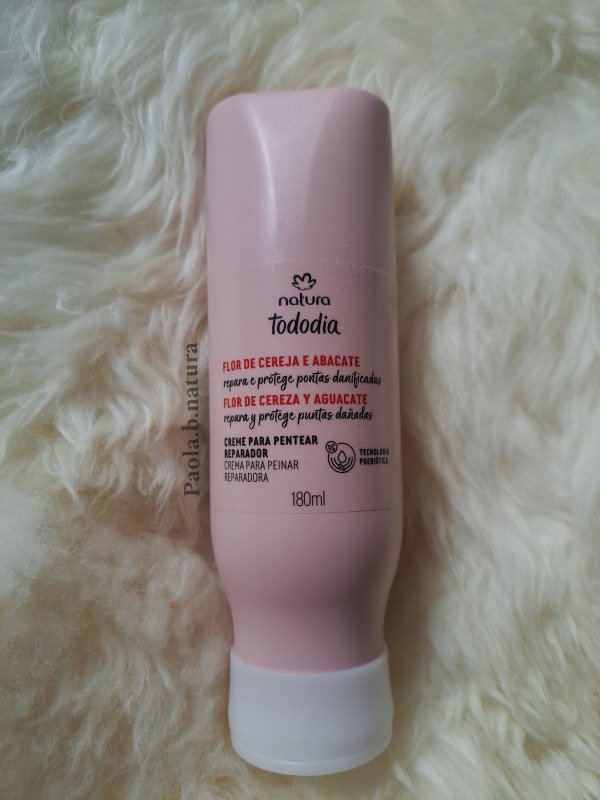 natura
tododia
FLOR DE CEREJA E ABACATE
repara e protege pontas danificadas
FLOR DE CEREZA Y AGUACATE
repara y protege puntas dañadas
CREME PARA PENTEAR
REPARADOR
CREMA PARA PEINAR
REPARADORA
TECNOLOGIA
PREBIÓTICA
180ml
Paola.b.natura